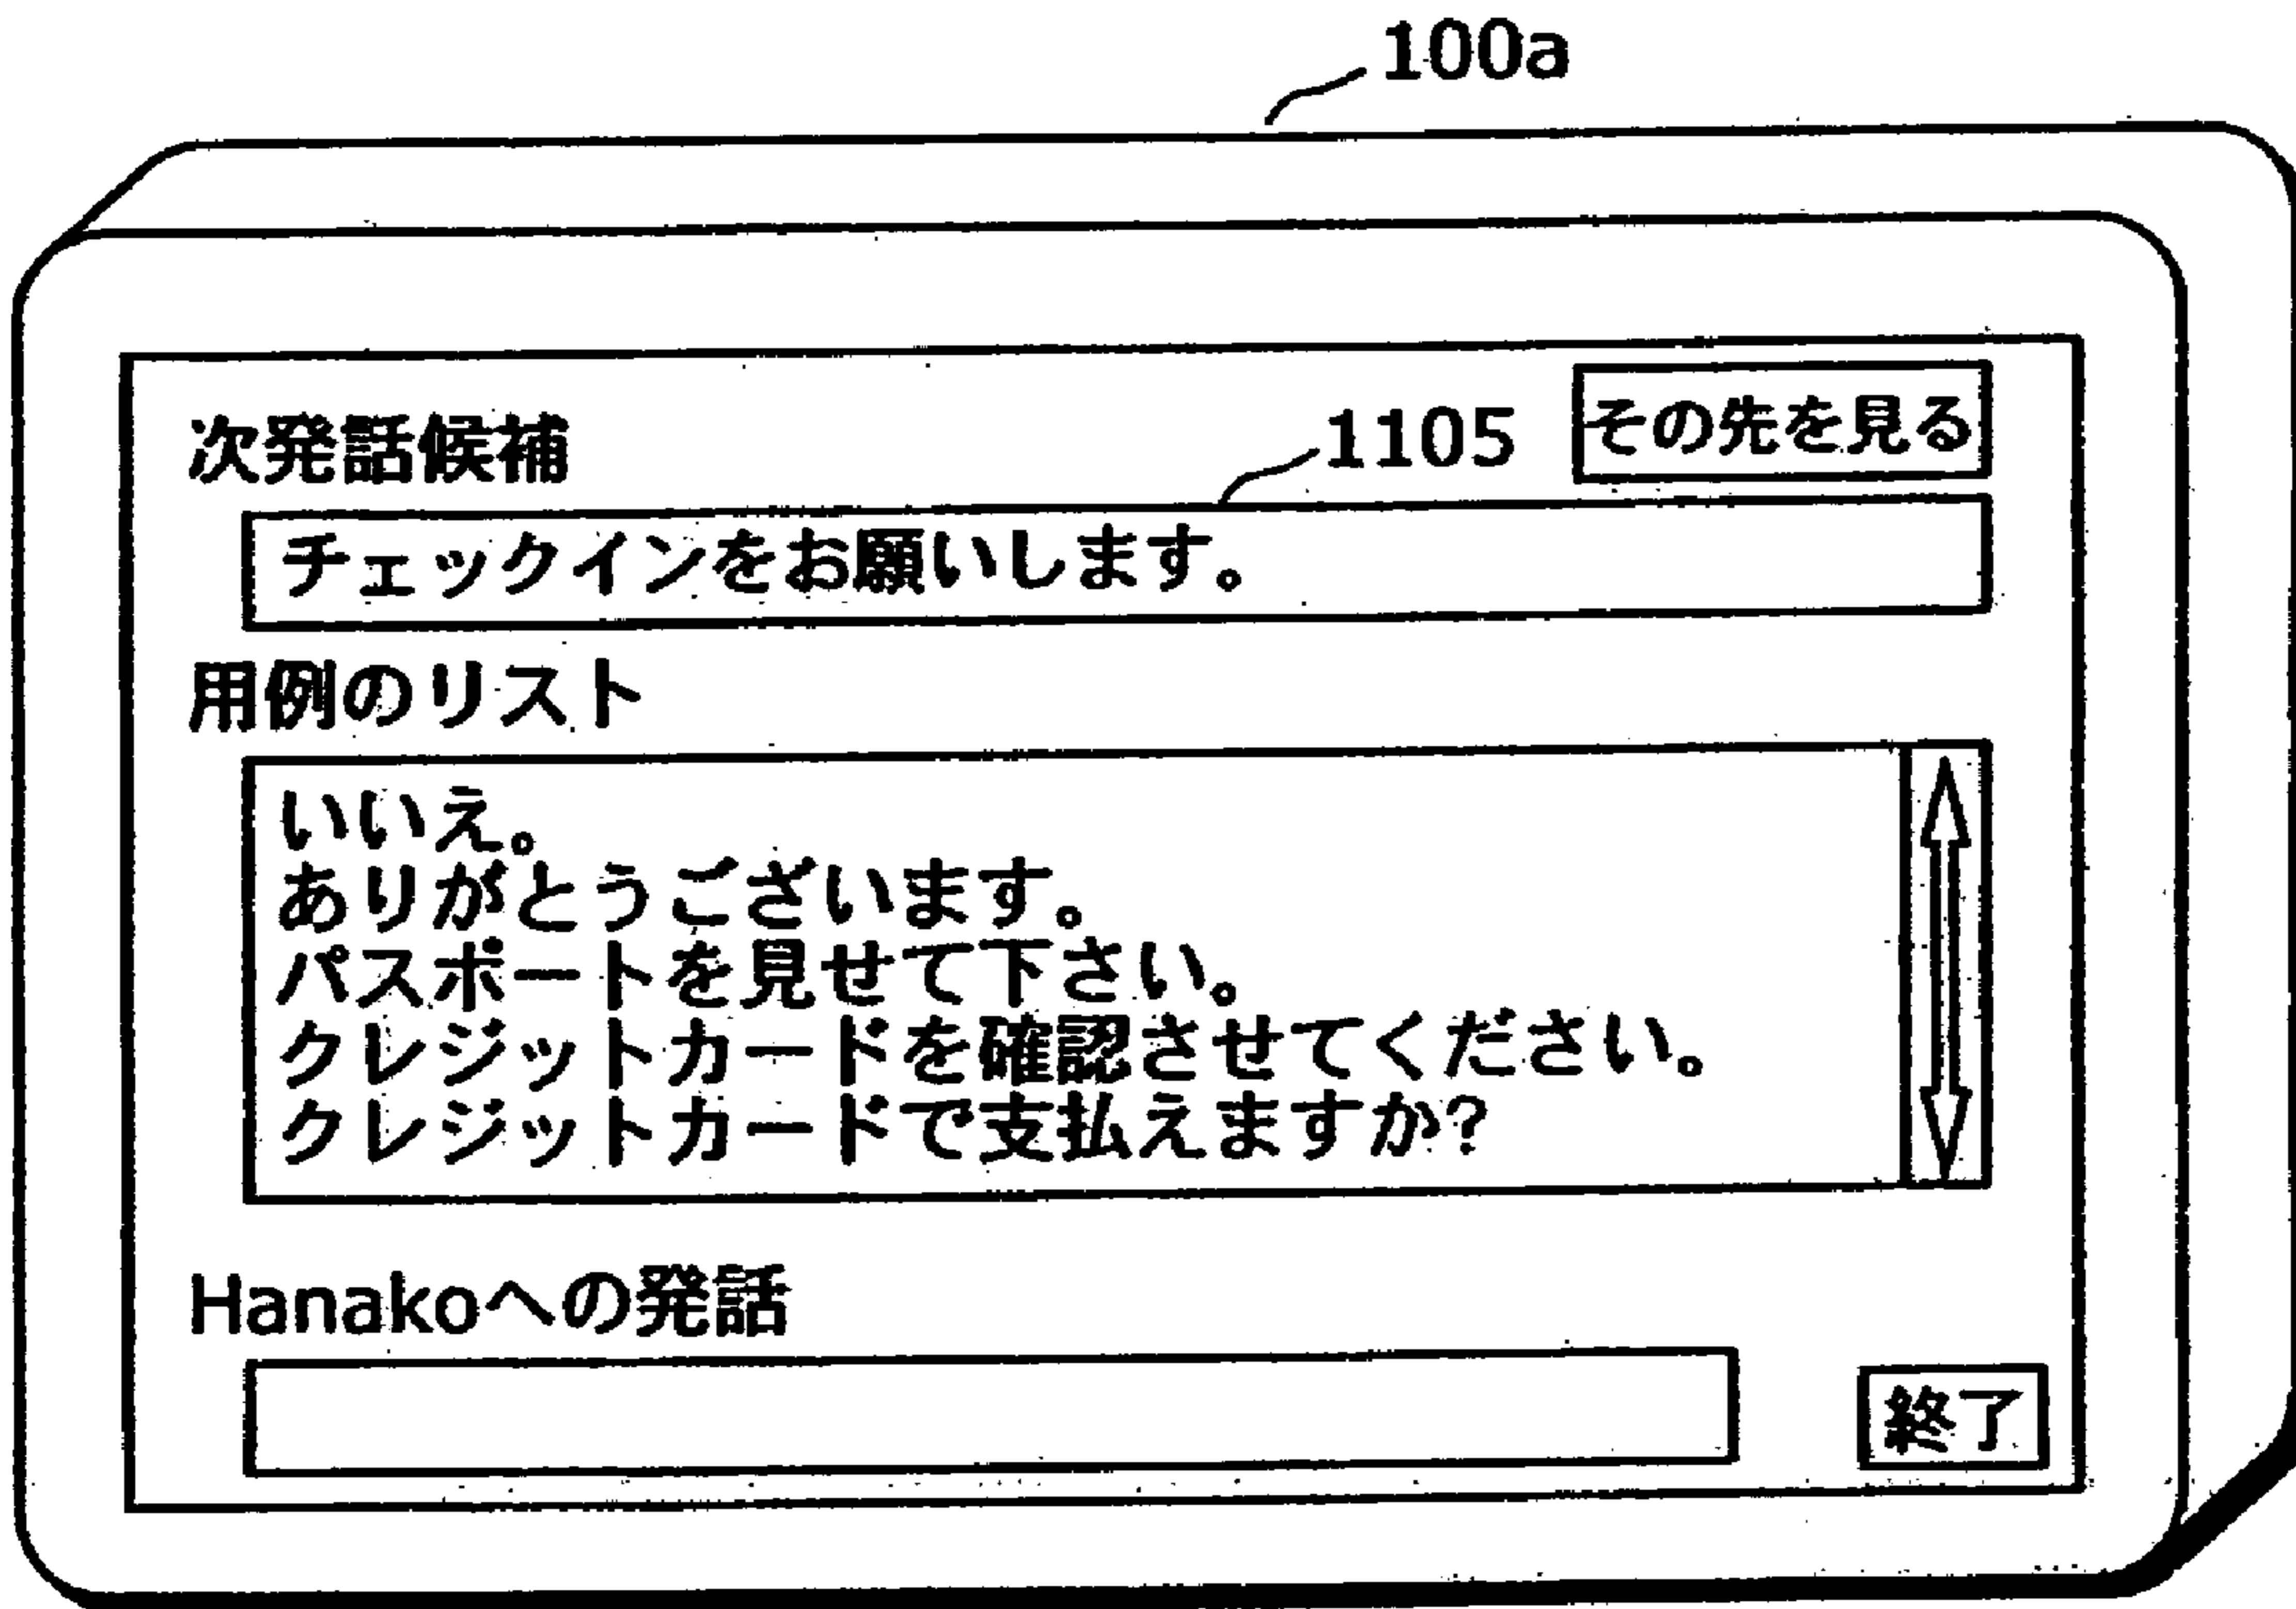 100a
次発話候補
1105
その先を見る
チェックインをお願いします。
用例のリスト
いいえ。
ありがとうございます。
パスポートを見せて下さい。
クレジットカードを確認させてください。
クレジットカードで支払えますか?
Hanakoへの発話
終了